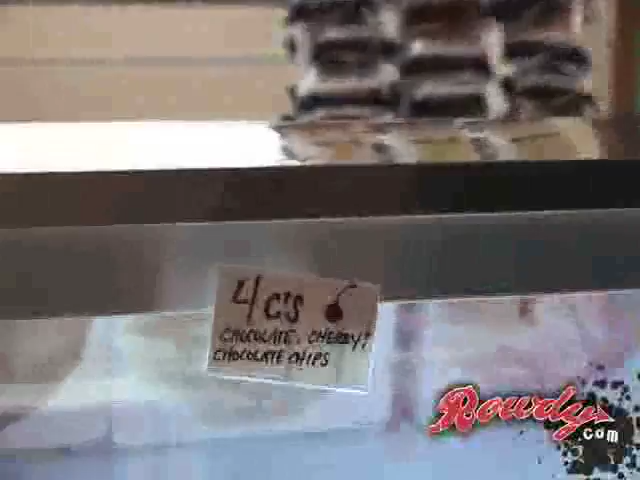 4/C'S
CHOCOLATE, CHERRY,
CHOCOLATE CHIPS
Rowdy
.com